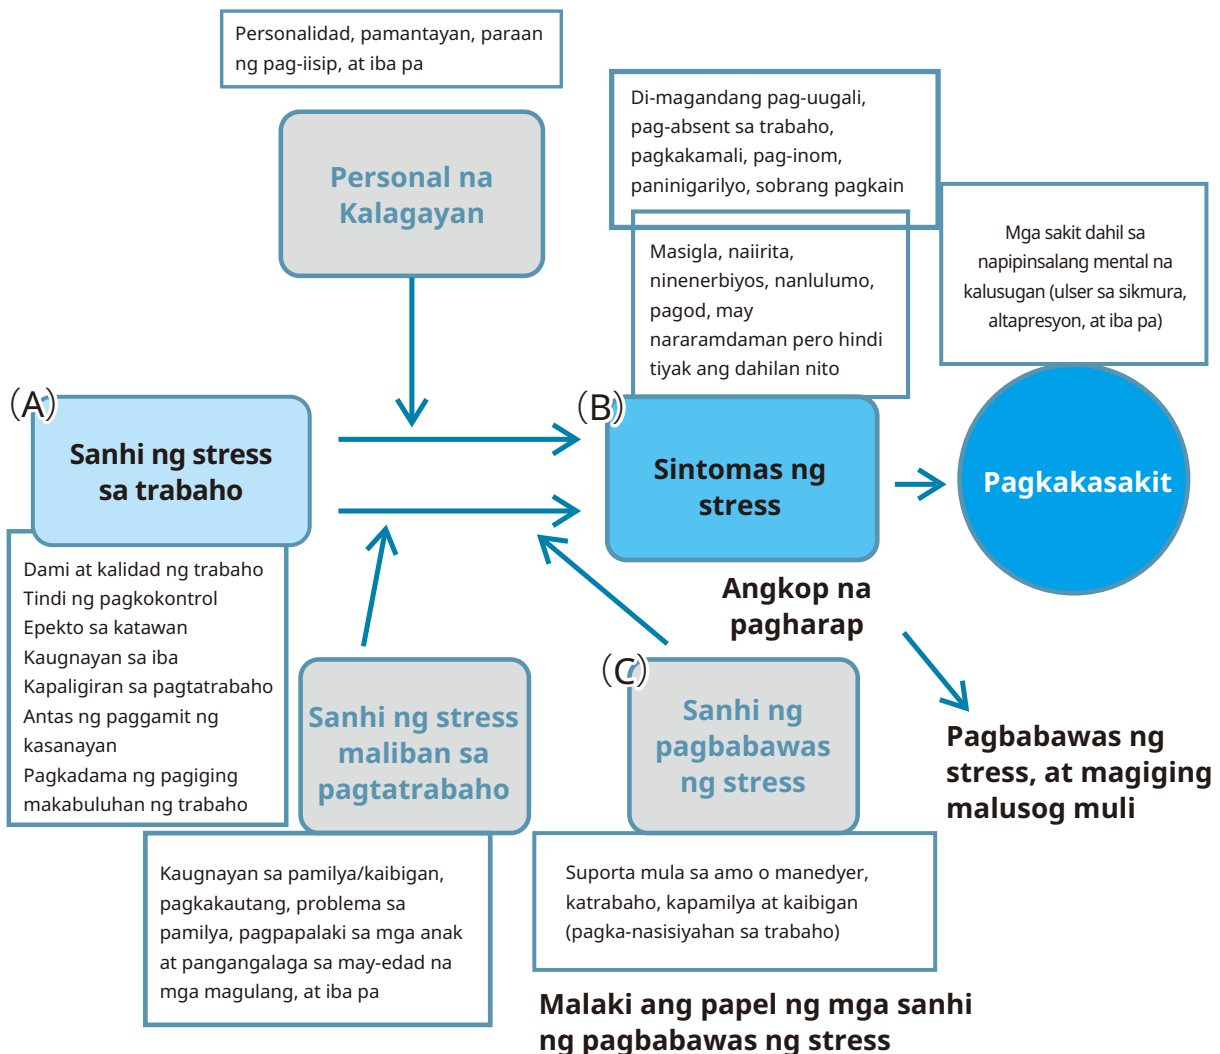 Personalidad, pamantayan, paraan
ng pag-iisip, at iba pa
Personal na
Kalagayan
Di-magandang pag-uugali,
pag-absent sa trabaho,
pagkakamali, pag-inom,
paninigarilyo, sobrang pagkain
Masigla, naiirita,
ninenerbiyos, nanlulumo,
pagod, may
nararamdaman pero hindi
tiyak ang dahilan nito
Mga sakit dahil sa
napipinsalang mental na
kalusugan (ulser sa sikmura,
altapresyon, at iba pa)
(A)
Sanhi ng stress
sa trabaho
(B)
Sintomas ng
stress
Pagkakasakit
Dami at kalidad ng trabaho
Tindi ng pagkokontrol
Epekto sa katawan
Kaugnayan sa iba
Kapaligiran sa pagtatrabaho
Antas ng paggamit ng
kasanayan
Pagkadama ng pagiging
makabuluhan ng trabaho
Angkop na
pagharap
Sanhi ng stress
maliban sa
pagtatrabaho
(C)
Sanhi ng
pagbabawas
ng stress
Pagbabawas ng
stress, at magiging
malusog muli
Kaugnayan sa pamilya/kaibigan,
pagkakautang, problema sa
pamilya, pagpapalaki sa mga anak
at pangangalaga sa may-edad na
mga magulang, at iba pa
Suporta mula sa amo o manedyer,
katrabaho, kapamilya at kaibigan
(pagka-nasisiyahan sa trabaho)
Malaki ang papel ng mga sanhi
ng pagbabawas ng stress